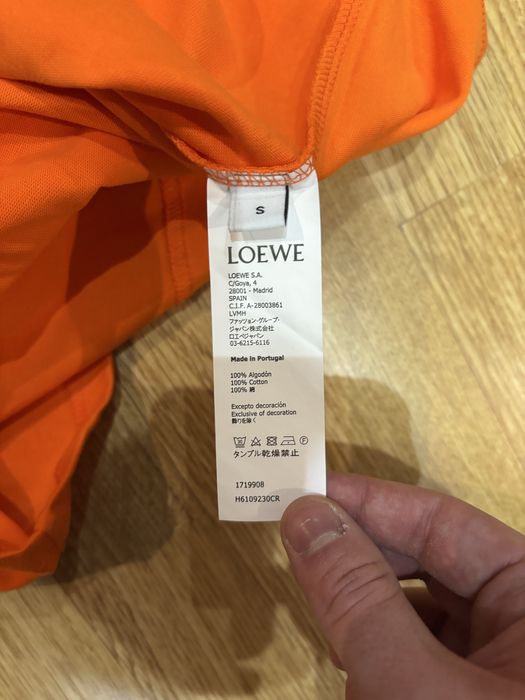 S
LOEWE
LOEWE S.A.
C/Goya, 4
28001 - Madrid
SPAIN
C.I.F. A-28003861
LVMH
ファッション・グループ・
ジャパン株式会社
ロエベジャパン
03-6215-6116
Made in Portugal
100% Algodón
100% Cotton
100% 綿
Excepto decoración
Exclusive of decoration
飾りを除く
タンブル乾燥禁止
1719908
H6109230CR